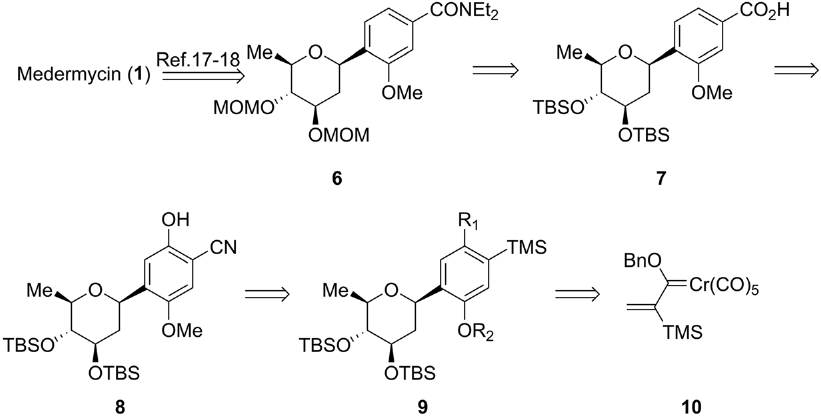 CONEt2
Me O
Ref.17-18
Medermycin (1)
MOMO OMe
OMOM
6
CO2H
Me O
TBSO OMe
OTBS
7
OH
CN
Me O
TBSO OMe
OTBS
8
R1
TMS
Me O
TBSO OR2
OTBS
9
BnO
Cr(CO)5
TMS
10